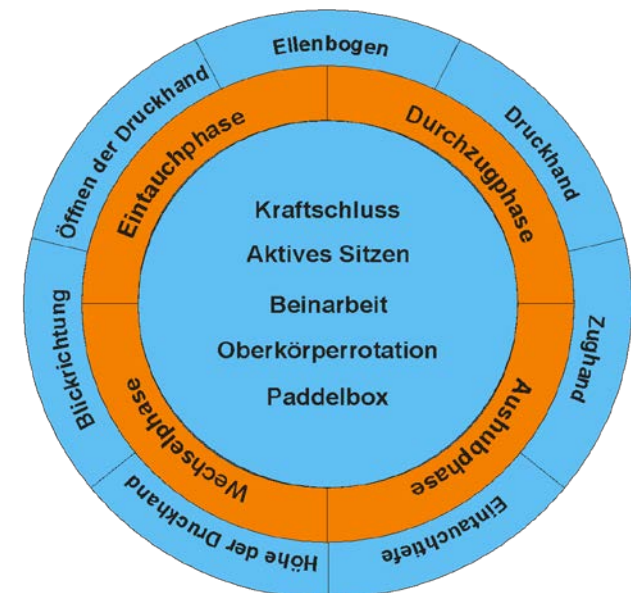 Ellenbogen
Druckhand
Zughand
Eintauchtiefe
Höhe der Druckhand
Blickrichtung
Öffnen der Druckhand
Eintauchphase
Durchzugphase
Aushubphase
Wechselphase
Kraftschluss
Aktives Sitzen
Beinarbeit
Oberkörperrotation
Paddelbox